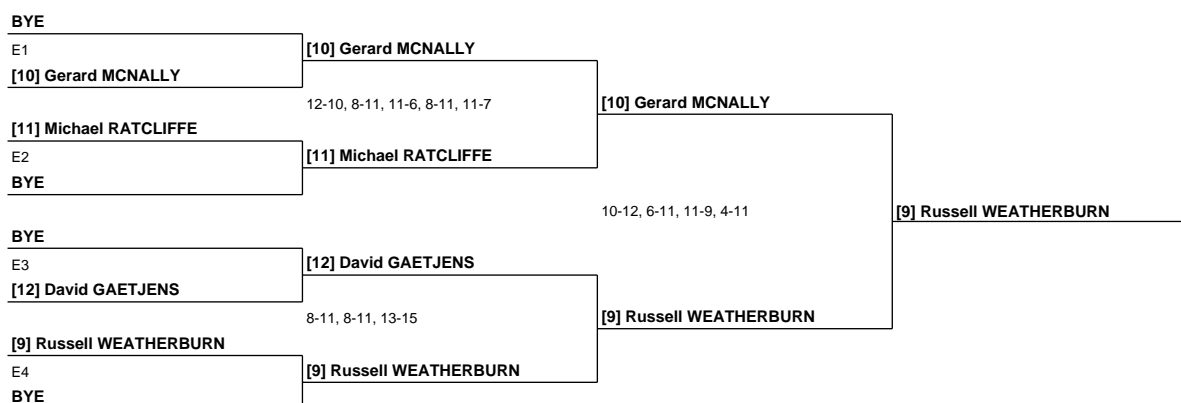 BYE
E1
[10] Gerard MCNALLY
[10] Gerard MCNALLY
12-10, 8-11, 11-6, 8-11, 11-7
[10] Gerard MCNALLY
[11] Michael RATCLIFFE
E2
[11] Michael RATCLIFFE
BYE
10-12, 6-11, 11-9, 4-11
[9] Russell WEATHERBURN
BYE
E3
[12] David GAETJENS
[12] David GAETJENS
8-11, 8-11, 13-15
[9] Russell WEATHERBURN
[9] Russell WEATHERBURN
E4
[9] Russell WEATHERBURN
BYE